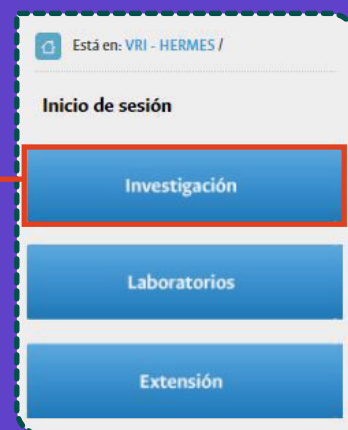 Está en: VRI - HERMES /
Inicio de sesión
Investigación
Laboratorios
Extensión